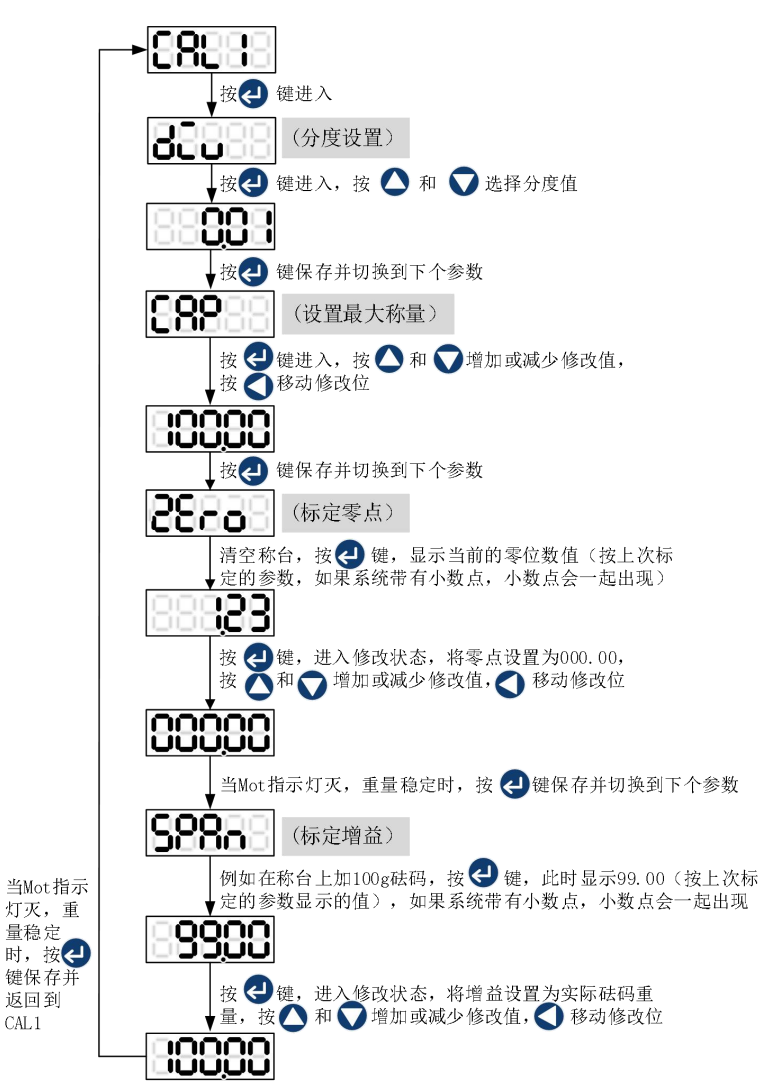 CAL1
按 键进入
dIv
(分度设置)
按 键进入，按 和 选择分度值
0.01
按 键保存并切换到下个参数
CAP
(设置最大称量)
按 键进入，按 和 增加或减少修改值，
按 移动修改位
100.00
按 键保存并切换到下个参数
ZEro
(标定零点)
清空称台，按 键，显示当前的零位数值（按上次标
定的参数，如果系统带有小数点，小数点会一起出现）
1.23
按 键，进入修改状态，将零点设置为000.00，
按 和 增加或减少修改值， 移动修改位
000.00
当Mot指示灯灭，重量稳定时，按 键保存并切换到下个参数
SPAn
(标定增益)
例如在称台上加100g砝码，按 键，此时显示99.00（按上次标
定的参数显示的值），如果系统带有小数点，小数点会一起出现
99.00
按 键，进入修改状态，将增益设置为实际砝码重
量，按 和 增加或减少修改值， 移动修改位
100.00
当Mot指示
灯灭，重
量稳定
时，按
键保存并
返回到
CAL1